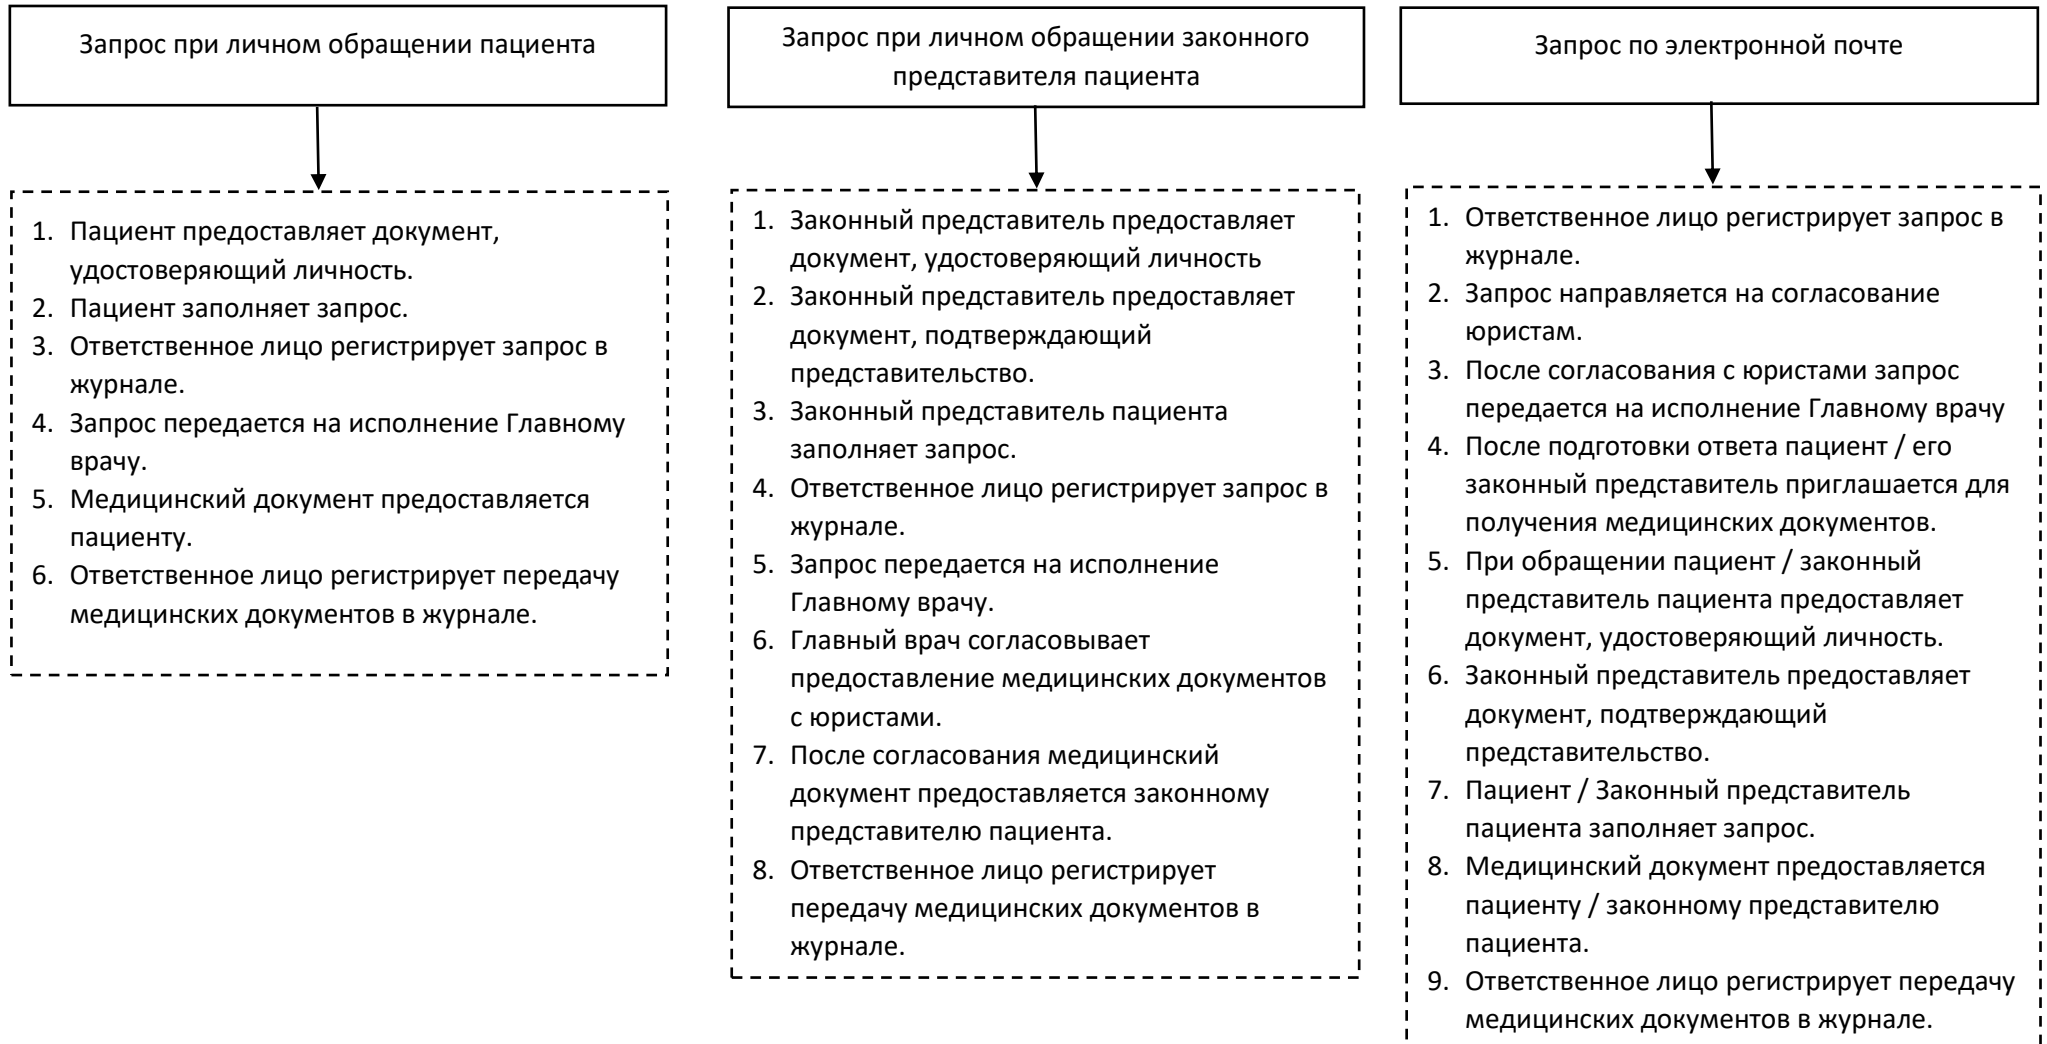 Запрос при личном обращении пациента
1. Пациент предоставляет документ,
удостоверяющий личность.
2. Пациент заполняет запрос.
3. Ответственное лицо регистрирует запрос в
журнале.
4. Запрос передается на исполнение Главному
врачу.
5. Медицинский документ предоставляется
пациенту.
6. Ответственное лицо регистрирует передачу
медицинских документов в журнале.
Запрос при личном обращении законного
представителя пациента
1. Законный представитель предоставляет
документ, удостоверяющий личность
2. Законный представитель предоставляет
документ, подтверждающий
представительство.
3. Законный представитель пациента
заполняет запрос.
4. Ответственное лицо регистрирует запрос в
журнале.
5. Запрос передается на исполнение
Главному врачу.
6. Главный врач согласовывает
предоставление медицинских документов
с юристами.
7. После согласования медицинский
документ предоставляется законному
представителю пациента.
8. Ответственное лицо регистрирует
передачу медицинских документов в
журнале.
Запрос по электронной почте
1. Ответственное лицо регистрирует запрос в
журнале.
2. Запрос направляется на согласование
юристам.
3. После согласования с юристами запрос
передается на исполнение Главному врачу
4. После подготовки ответа пациент / его
законный представитель приглашается для
получения медицинских документов.
5. При обращении пациент / законный
представитель пациента предоставляет
документ, удостоверяющий личность.
6. Законный представитель предоставляет
документ, подтверждающий
представительство.
7. Пациент / Законный представитель
пациента заполняет запрос.
8. Медицинский документ предоставляется
пациенту / законному представителю
пациента.
9. Ответственное лицо регистрирует передачу
медицинских документов в журнале.